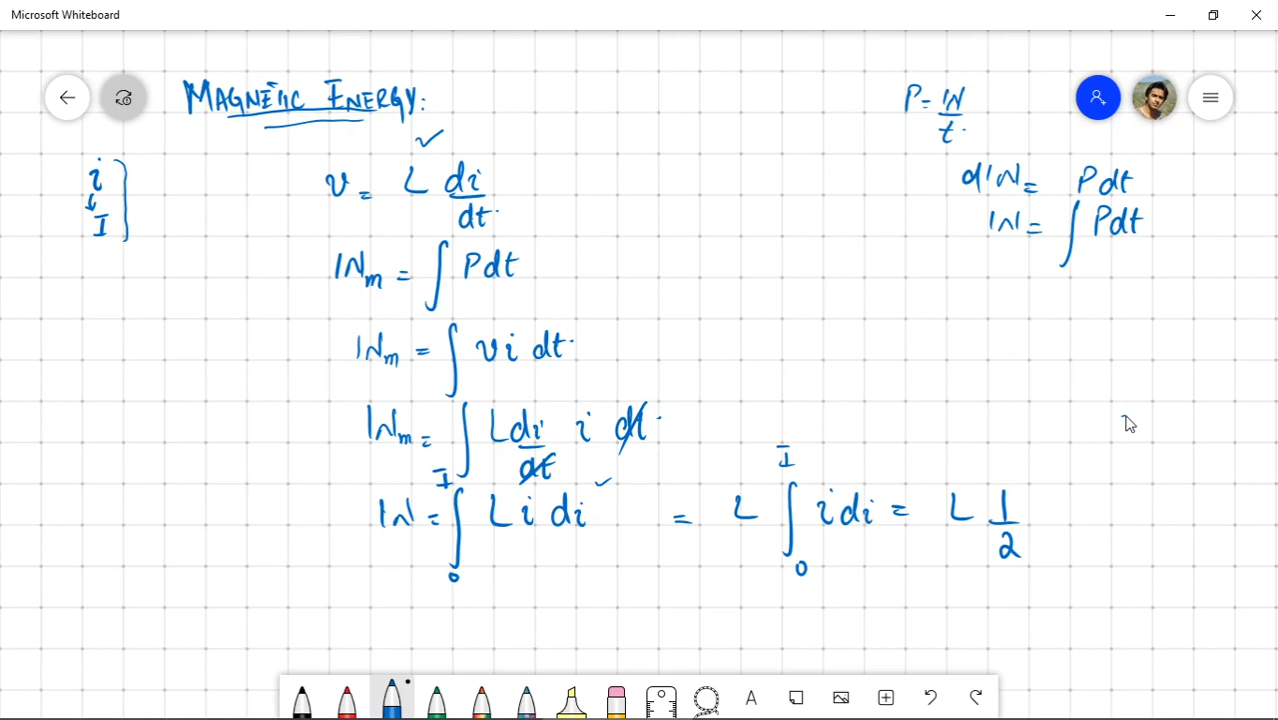 Microsoft Whiteboard
MAGNETIC ENERGY:
P = W/t
i
↓
I
v = L di/dt
dW = Pdt
W = ∫ Pdt
Wm = ∫ Pdt
Wm = ∫ vi dt
Wm = ∫ L di/dt i dt
W = ∫₀ᴵ L i di = L ∫₀ᴵ i di = L 1/2
A